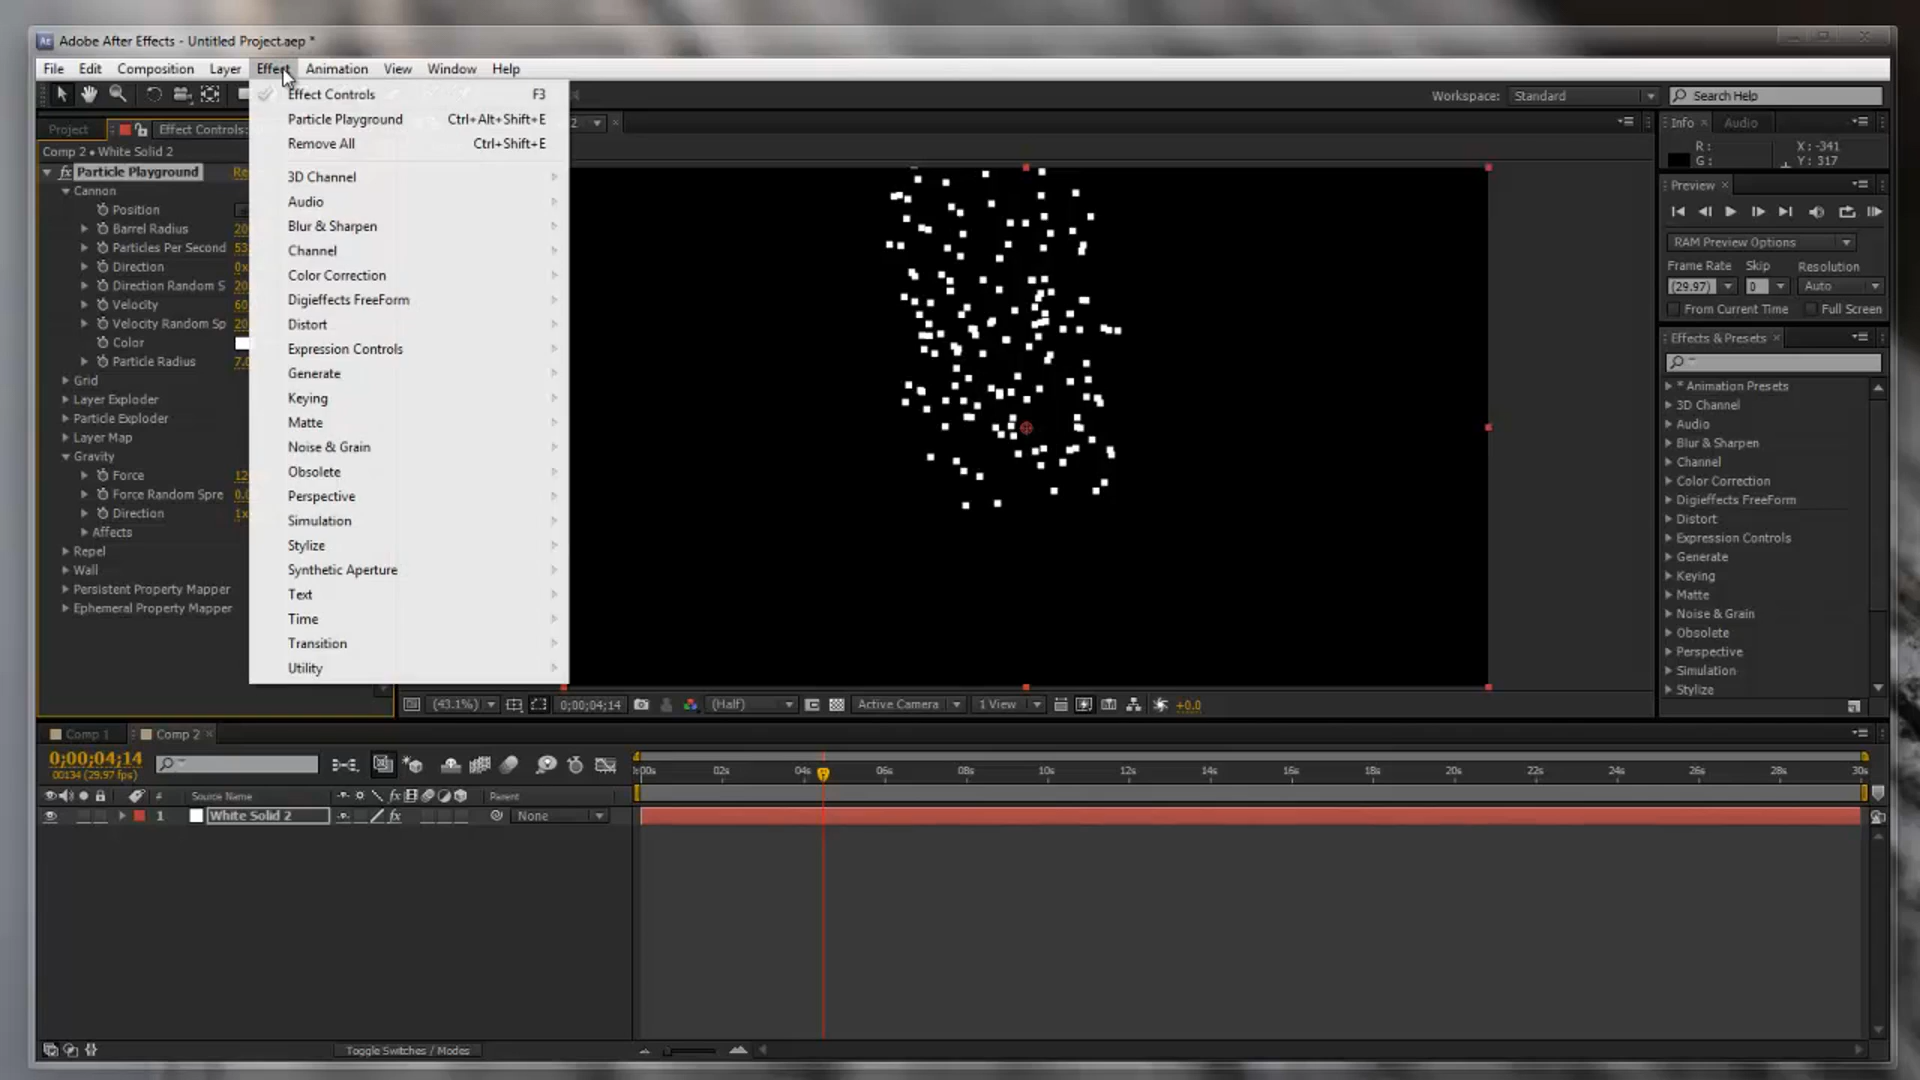 Adobe After Effects - Untitled Project.aep *
File Edit Composition Layer Effect Animation View Window Help
Workspace: Standard Search Help
Effect Controls F3
Particle Playground Ctrl+Alt+Shift+E
Remove All Ctrl+Shift+E
3D Channel
Audio
Blur & Sharpen
Channel
Color Correction
Digieffects FreeForm
Distort
Expression Controls
Generate
Keying
Matte
Noise & Grain
Obsolete
Perspective
Simulation
Stylize
Synthetic Aperture
Text
Time
Transition
Utility
Project Effect Controls:
Comp 2 • White Solid 2
Particle Playground
Cannon
Position
Barrel Radius
Particles Per Second
Direction
Direction Random S
Velocity
Velocity Random Sp
Color
Particle Radius
Grid
Layer Exploder
Particle Exploder
Layer Map
Gravity
Force
Force Random Spre
Direction
Affects
Repel
Wall
Persistent Property Mapper
Ephemeral Property Mapper
(43.1%) 0;00;04;14 (Half) Active Camera 1 View +0.0
Info Audio
R: X: -341
G: Y: 317
Preview
RAM Preview Options
Frame Rate Skip Resolution
(29.97) 0 Auto
From Current Time Full Screen
Effects & Presets
* Animation Presets
3D Channel
Audio
Blur & Sharpen
Channel
Color Correction
Digieffects FreeForm
Distort
Expression Controls
Generate
Keying
Matte
Noise & Grain
Obsolete
Perspective
Simulation
Stylize
Comp 1 Comp 2
0;00;04;14
00134 (29.97 fps)
# Source Name Parent
1 White Solid 2 None
02s 04s 06s 08s 10s 12s 14s 16s 18s 20s 22s 24s 26s 28s 30s
Toggle Switches / Modes